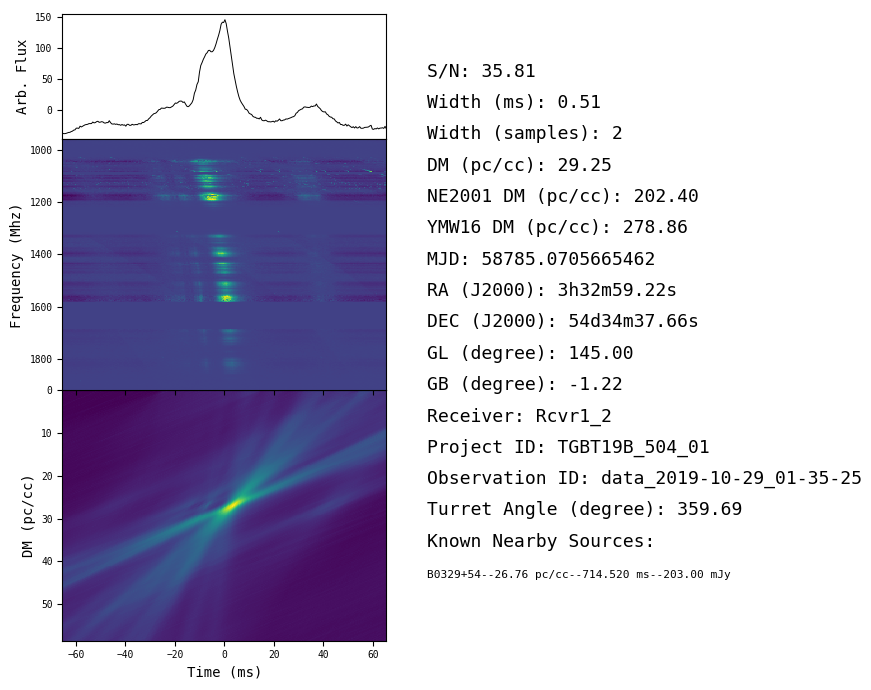 150
100
50
0
Arb. Flux
1000
1200
1400
1600
1800
Frequency (Mhz)
0
10
20
30
40
50
DM (pc/cc)
−60
−40
−20
0
20
40
60
Time (ms)
S/N: 35.81
Width (ms): 0.51
Width (samples): 2
DM (pc/cc): 29.25
NE2001 DM (pc/cc): 202.40
YMW16 DM (pc/cc): 278.86
MJD: 58785.0705665462
RA (J2000): 3h32m59.22s
DEC (J2000): 54d34m37.66s
GL (degree): 145.00
GB (degree): -1.22
Receiver: Rcvr1_2
Project ID: TGBT19B_504_01
Observation ID: data_2019-10-29_01-35-25
Turret Angle (degree): 359.69
Known Nearby Sources:
B0329+54--26.76 pc/cc--714.520 ms--203.00 mJy